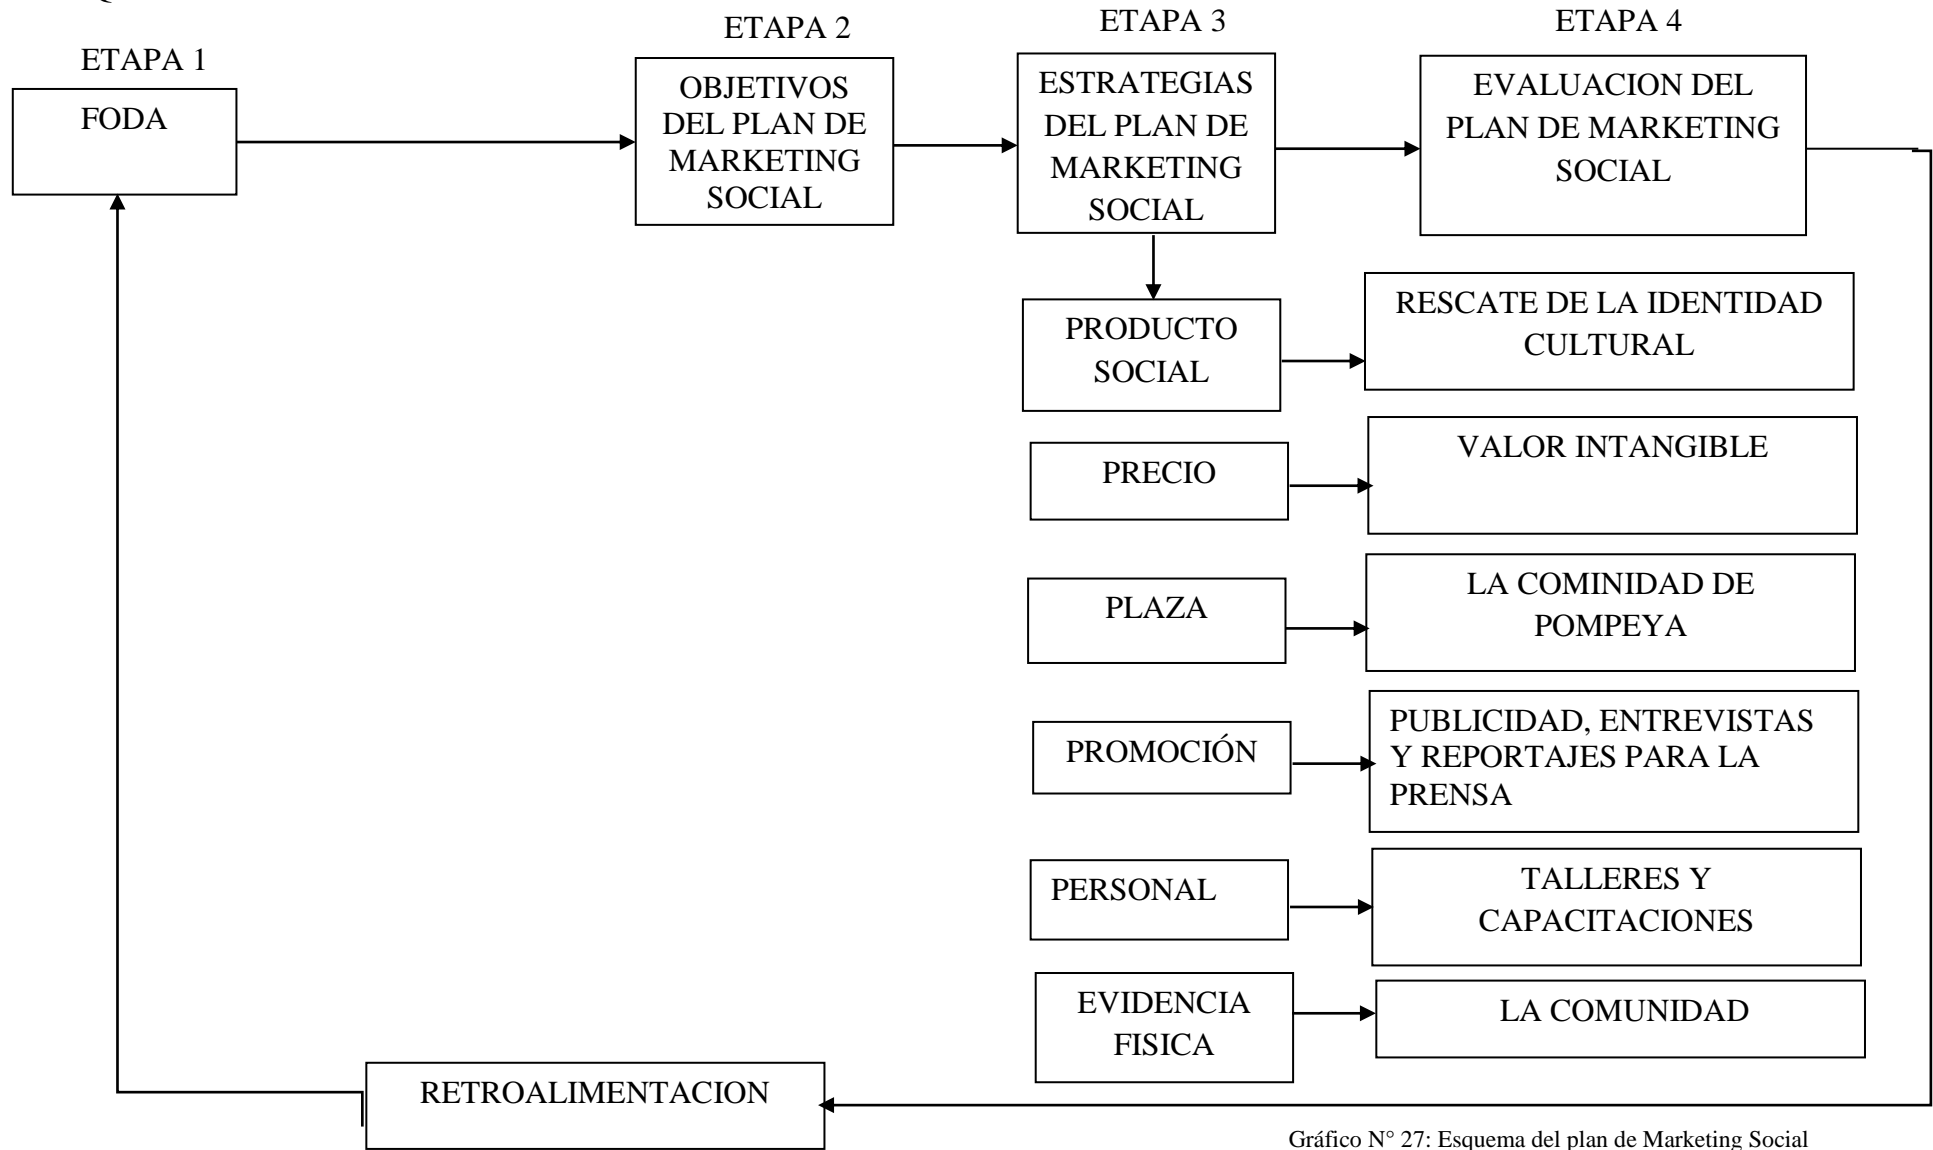 ETAPA 1
FODA
ETAPA 2
OBJETIVOS
DEL PLAN DE
MARKETING
SOCIAL
ETAPA 3
ESTRATEGIAS
DEL PLAN DE
MARKETING
SOCIAL
ETAPA 4
EVALUACION DEL
PLAN DE MARKETING
SOCIAL
PRODUCTO
SOCIAL
RESCATE DE LA IDENTIDAD
CULTURAL
PRECIO
VALOR INTANGIBLE
PLAZA
LA COMINIDAD DE
POMPEYA
PROMOCIÓN
PUBLICIDAD, ENTREVISTAS
Y REPORTAJES PARA LA
PRENSA
PERSONAL
TALLERES Y
CAPACITACIONES
EVIDENCIA
FISICA
LA COMUNIDAD
RETROALIMENTACION
Gráfico N° 27: Esquema del plan de Marketing Social